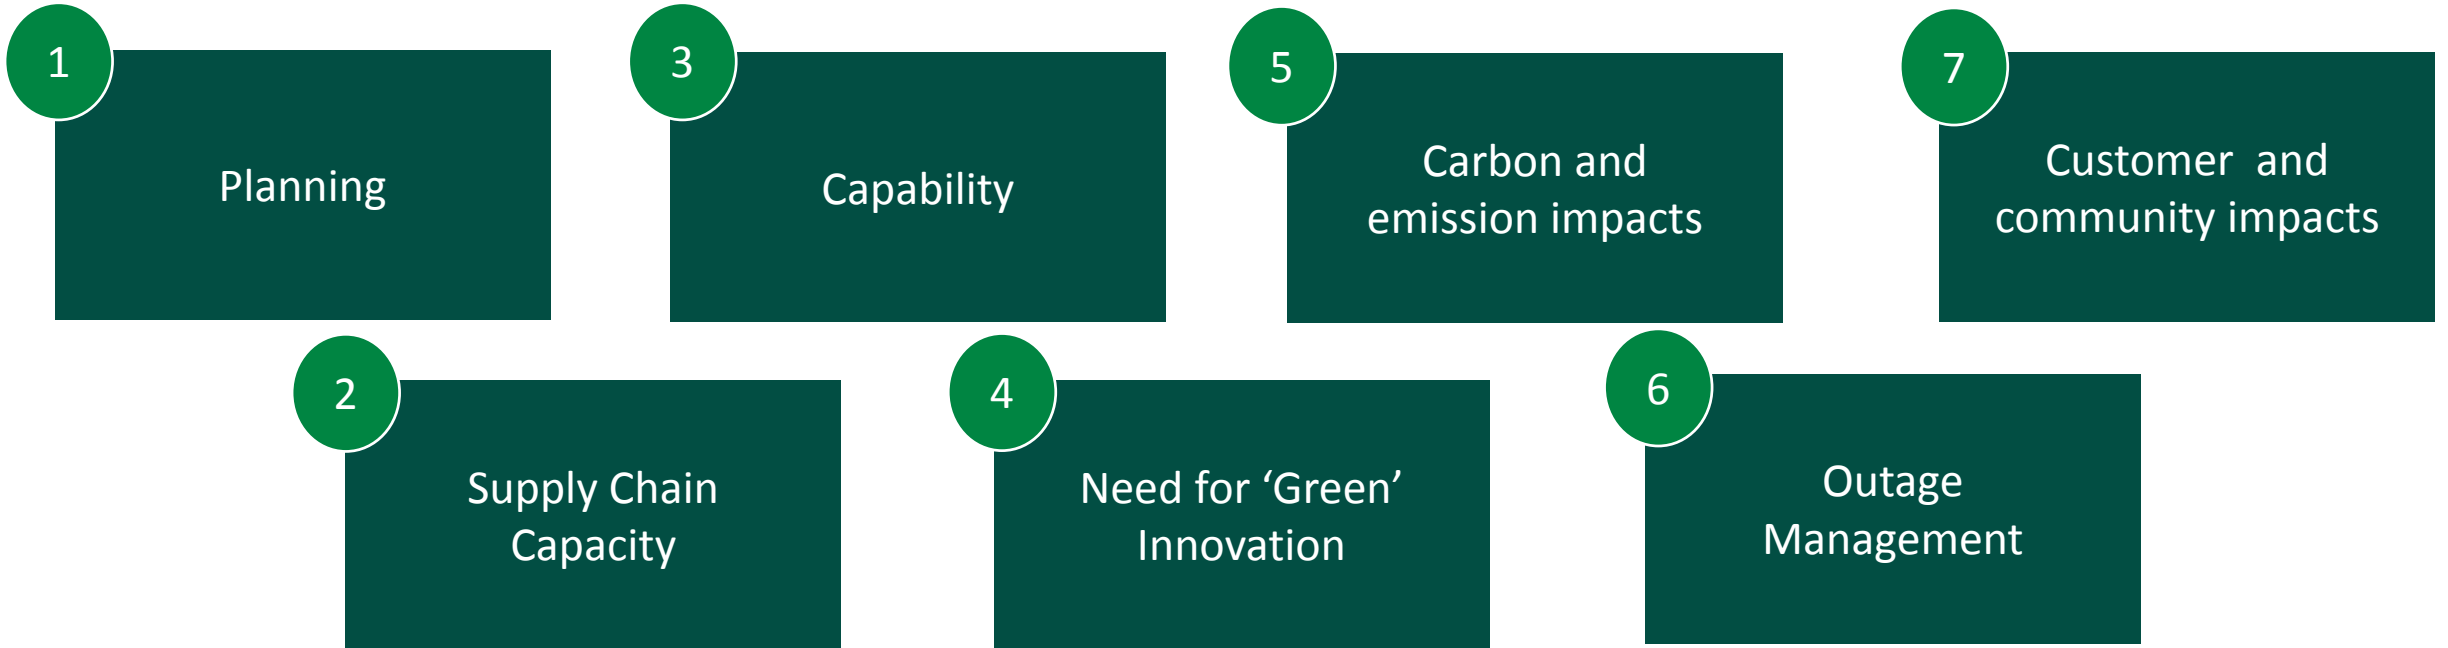 1
Planning
2
Supply Chain
Capacity
3
Capability
4
Need for ‘Green’
Innovation
5
Carbon and
emission impacts
6
Outage
Management
7
Customer  and
community impacts